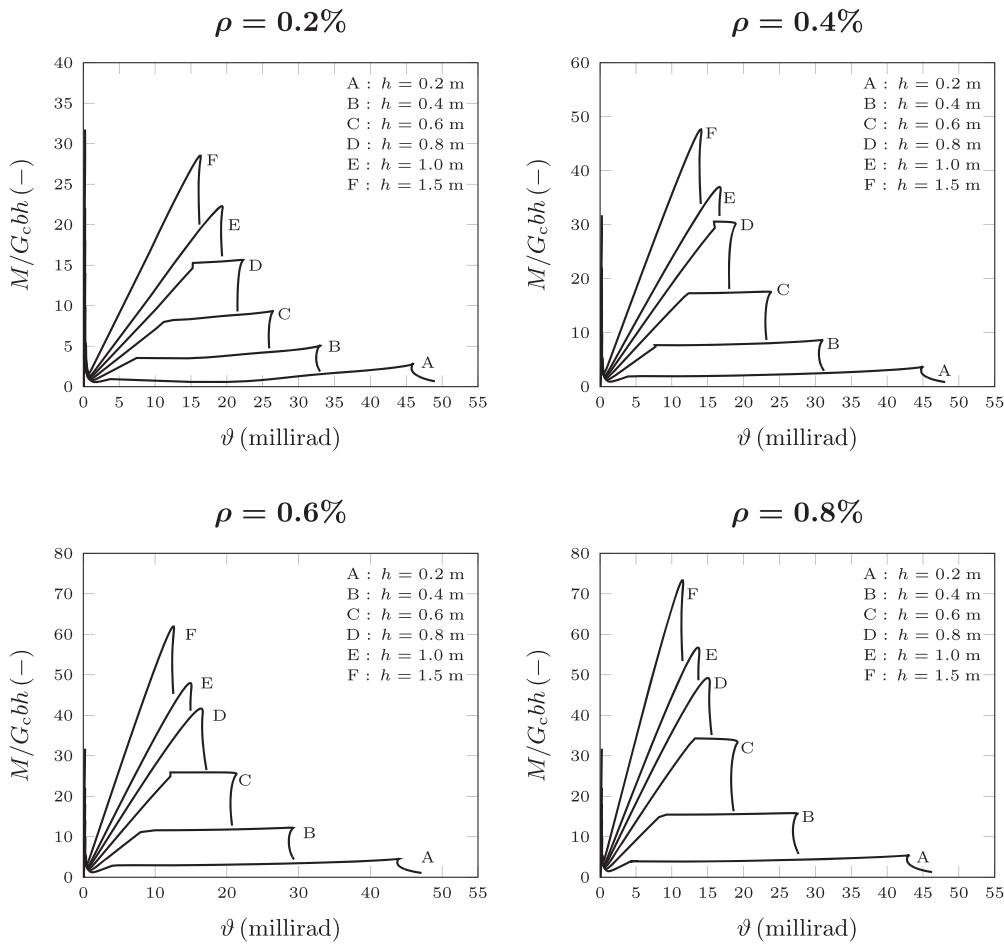 ρ = 0.2%
40
35
30
25
20
15
10
5
0
M/G_c bh (−)
A : h = 0.2 m
B : h = 0.4 m
C : h = 0.6 m
D : h = 0.8 m
E : h = 1.0 m
F : h = 1.5 m
F
E
D
C
B
A
0 5 10 15 20 25 30 35 40 45 50 55
ϑ (millirad)
ρ = 0.4%
60
50
40
30
20
10
0
M/G_c bh (−)
A : h = 0.2 m
B : h = 0.4 m
C : h = 0.6 m
D : h = 0.8 m
E : h = 1.0 m
F : h = 1.5 m
F
E
D
C
B
A
0 5 10 15 20 25 30 35 40 45 50 55
ϑ (millirad)
ρ = 0.6%
80
70
60
50
40
30
20
10
0
M/G_c bh (−)
A : h = 0.2 m
B : h = 0.4 m
C : h = 0.6 m
D : h = 0.8 m
E : h = 1.0 m
F : h = 1.5 m
F
E
D
C
B
A
0 10 20 30 40 50 55
ϑ (millirad)
ρ = 0.8%
80
70
60
50
40
30
20
10
0
M/G_c bh (−)
A : h = 0.2 m
B : h = 0.4 m
C : h = 0.6 m
D : h = 0.8 m
E : h = 1.0 m
F : h = 1.5 m
F
E
D
C
B
A
0 5 10 15 20 25 30 35 40 45 50 55
ϑ (millirad)